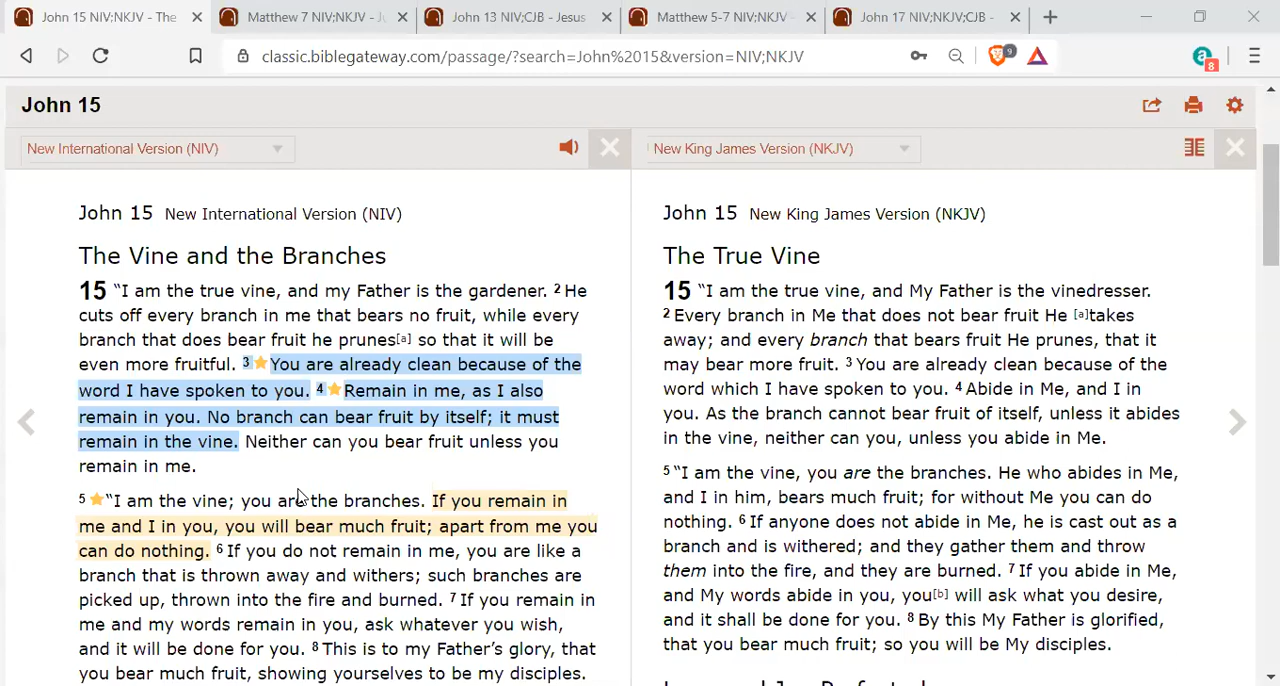 John 15 NIV;NKJV - The
Matthew 7 NIV;NKJV - J
John 13 NIV;CJB - Jesus
Matthew 5-7 NIV;NKJV
John 17 NIV;NKJV;CJB -
classic.biblegateway.com/passage/?search=John%2015&version=NIV;NKJV
9
a
8
John 15
New International Version (NIV)
New King James Version (NKJV)
John 15 New International Version (NIV)
The Vine and the Branches
15 “I am the true vine, and my Father is the gardener. 2 He
cuts off every branch in me that bears no fruit, while every
branch that does bear fruit he prunes[a] so that it will be
even more fruitful. 3 You are already clean because of the
word I have spoken to you. 4 Remain in me, as I also
remain in you. No branch can bear fruit by itself; it must
remain in the vine. Neither can you bear fruit unless you
remain in me.
5 “I am the vine; you are the branches. If you remain in
me and I in you, you will bear much fruit; apart from me you
can do nothing. 6 If you do not remain in me, you are like a
branch that is thrown away and withers; such branches are
picked up, thrown into the fire and burned. 7 If you remain in
me and my words remain in you, ask whatever you wish,
and it will be done for you. 8 This is to my Father’s glory, that
you bear much fruit, showing yourselves to be my disciples.
John 15 New King James Version (NKJV)
The True Vine
15 “I am the true vine, and My Father is the vinedresser.
2 Every branch in Me that does not bear fruit He [a]takes
away; and every branch that bears fruit He prunes, that it
may bear more fruit. 3 You are already clean because of the
word which I have spoken to you. 4 Abide in Me, and I in
you. As the branch cannot bear fruit of itself, unless it abides
in the vine, neither can you, unless you abide in Me.
5 “I am the vine, you are the branches. He who abides in Me,
and I in him, bears much fruit; for without Me you can do
nothing. 6 If anyone does not abide in Me, he is cast out as a
branch and is withered; and they gather them and throw
them into the fire, and they are burned. 7 If you abide in Me,
and My words abide in you, you[b] will ask what you desire,
and it shall be done for you. 8 By this My Father is glorified,
that you bear much fruit; so you will be My disciples.